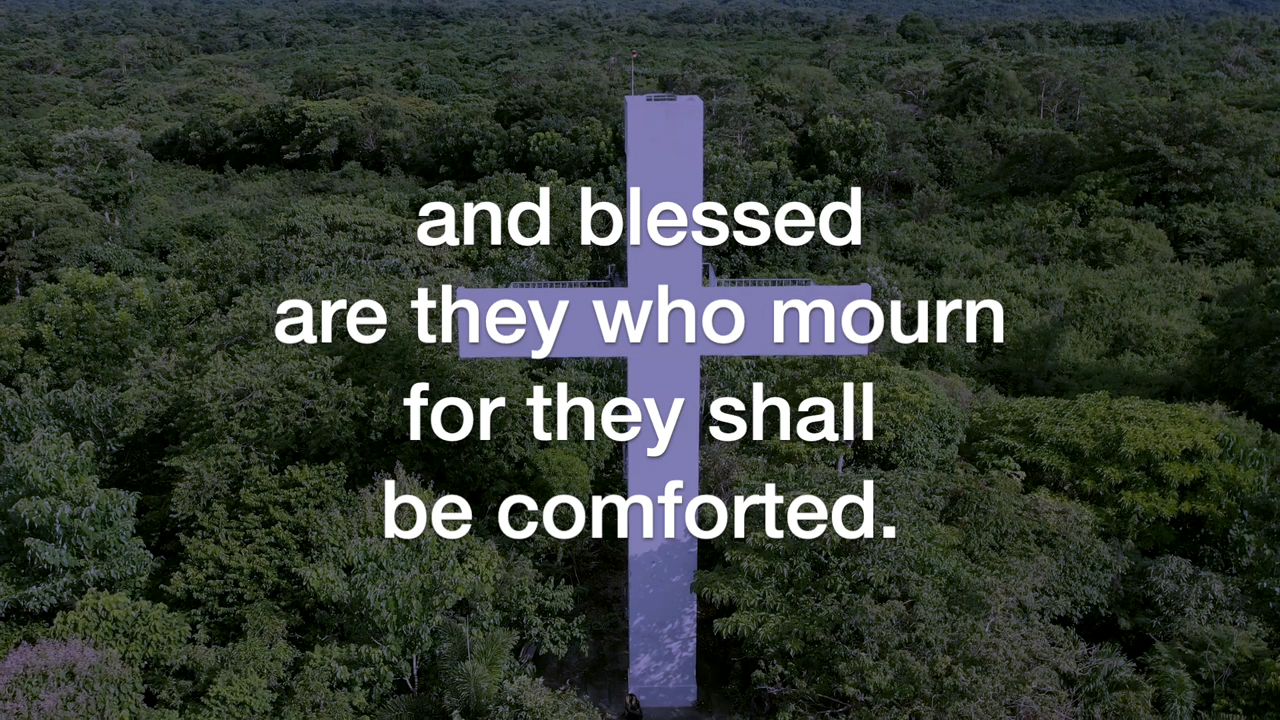 and blessed
are they who mourn
for they shall
be comforted.